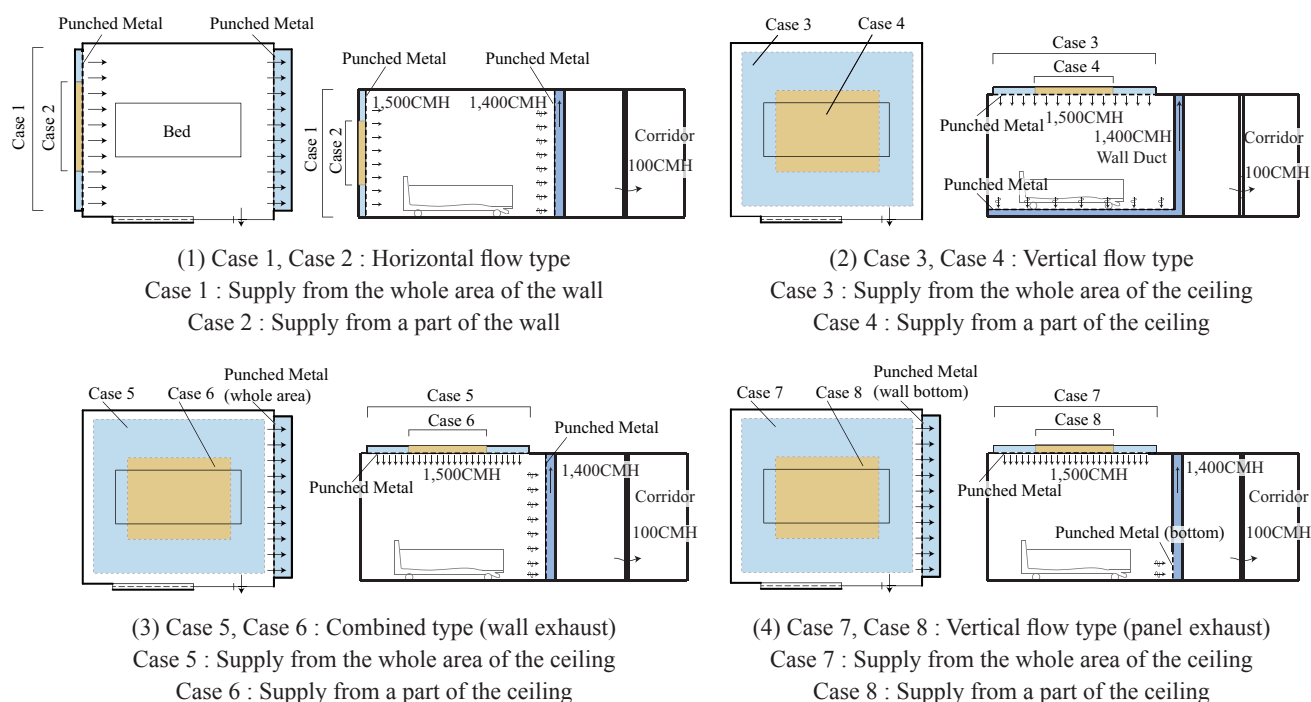 Punched Metal
Punched Metal
Case 1
Case 2
Bed
Punched Metal
Case 1
Case 2
1,500CMH
1,400CMH
Corridor
100CMH
(1) Case 1, Case 2 : Horizontal flow type
Case 1 : Supply from the whole area of the wall
Case 2 : Supply from a part of the wall
Case 3
Case 4
Case 3
Case 4
Punched Metal
1,500CMH
1,400CMH
Wall Duct
Punched Metal
Corridor
100CMH
(2) Case 3, Case 4 : Vertical flow type
Case 3 : Supply from the whole area of the ceiling
Case 4 : Supply from a part of the ceiling
Case 5
Case 6
Punched Metal
(whole area)
Case 5
Case 6
Punched Metal
Punched Metal
1,500CMH
1,400CMH
Corridor
100CMH
(3) Case 5, Case 6 : Combined type (wall exhaust)
Case 5 : Supply from the whole area of the ceiling
Case 6 : Supply from a part of the ceiling
Case 7
Case 8
Punched Metal
(wall bottom)
Case 7
Case 8
Punched Metal
1,500CMH
1,400CMH
Punched Metal (bottom)
Corridor
100CMH
(4) Case 7, Case 8 : Vertical flow type (panel exhaust)
Case 7 : Supply from the whole area of the ceiling
Case 8 : Supply from a part of the ceiling